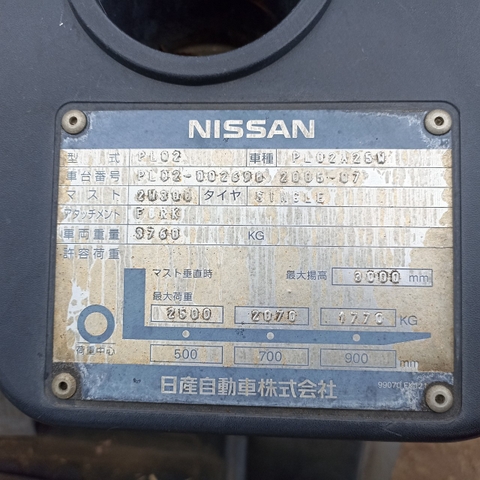 NISSAN
型式 PL02 車種 PL02A25W
車台番号 PL02-002690 2005-07
マスト 2W300 タイヤ SINGLE
アタッチメント FORK
車両重量 3760 KG
許容荷重
マスト垂直時 最大揚高 3000 mm
最大荷重
2500 2070 1770 KG
荷重中心 500 700 900 mm
日産自動車株式会社